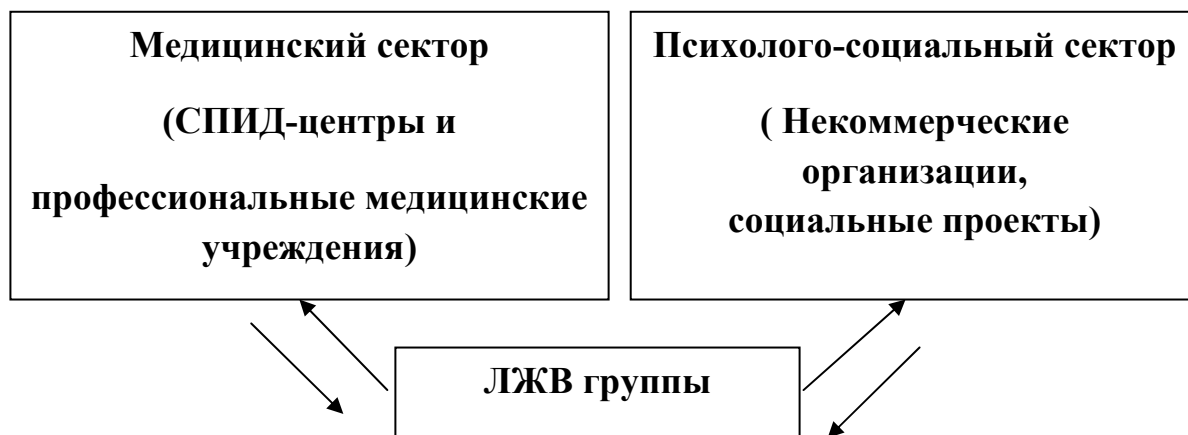 Медицинский сектор
(СПИД-центры и
профессиональные медицинские
учреждения)
Психолого-социальный сектор
( Некоммерческие
организации,
социальные проекты)
ЛЖВ группы